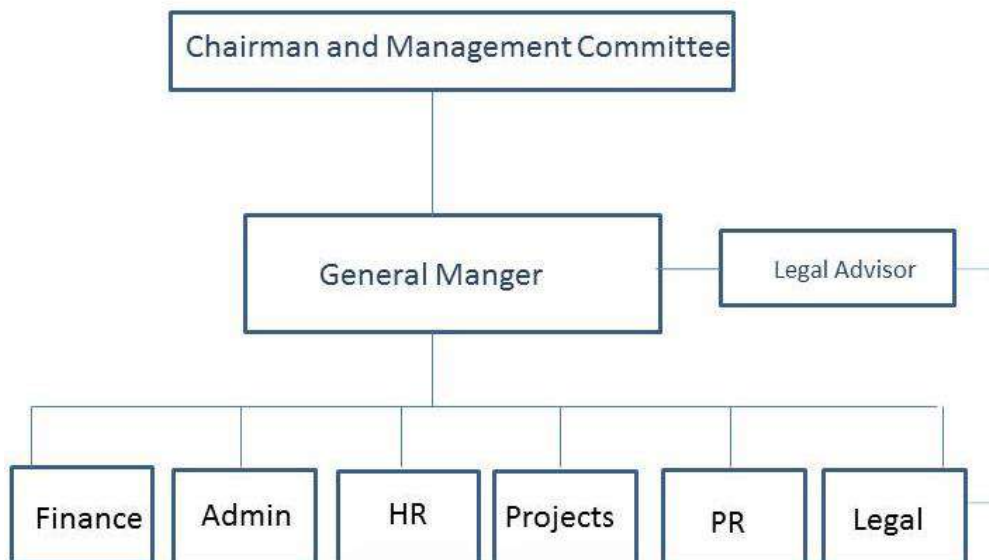 Chairman and Management Committee
General Manger
Legal Advisor
Finance
Admin
HR
Projects
PR
Legal